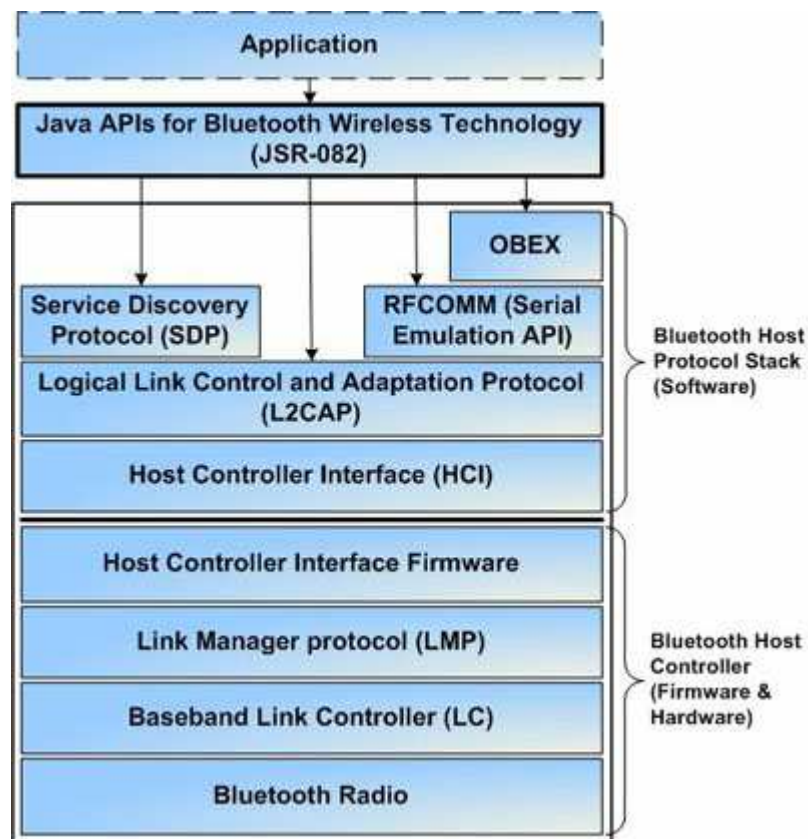 Application
Java APIs for Bluetooth Wireless Technology
(JSR-082)
OBEX
Service Discovery
Protocol (SDP)
RFCOMM (Serial
Emulation API)
Logical Link Control and Adaptation Protocol
(L2CAP)
Host Controller Interface (HCI)
Bluetooth Host
Protocol Stack
(Software)
Host Controller Interface Firmware
Link Manager protocol (LMP)
Baseband Link Controller (LC)
Bluetooth Radio
Bluetooth Host
Controller
(Firmware &
Hardware)